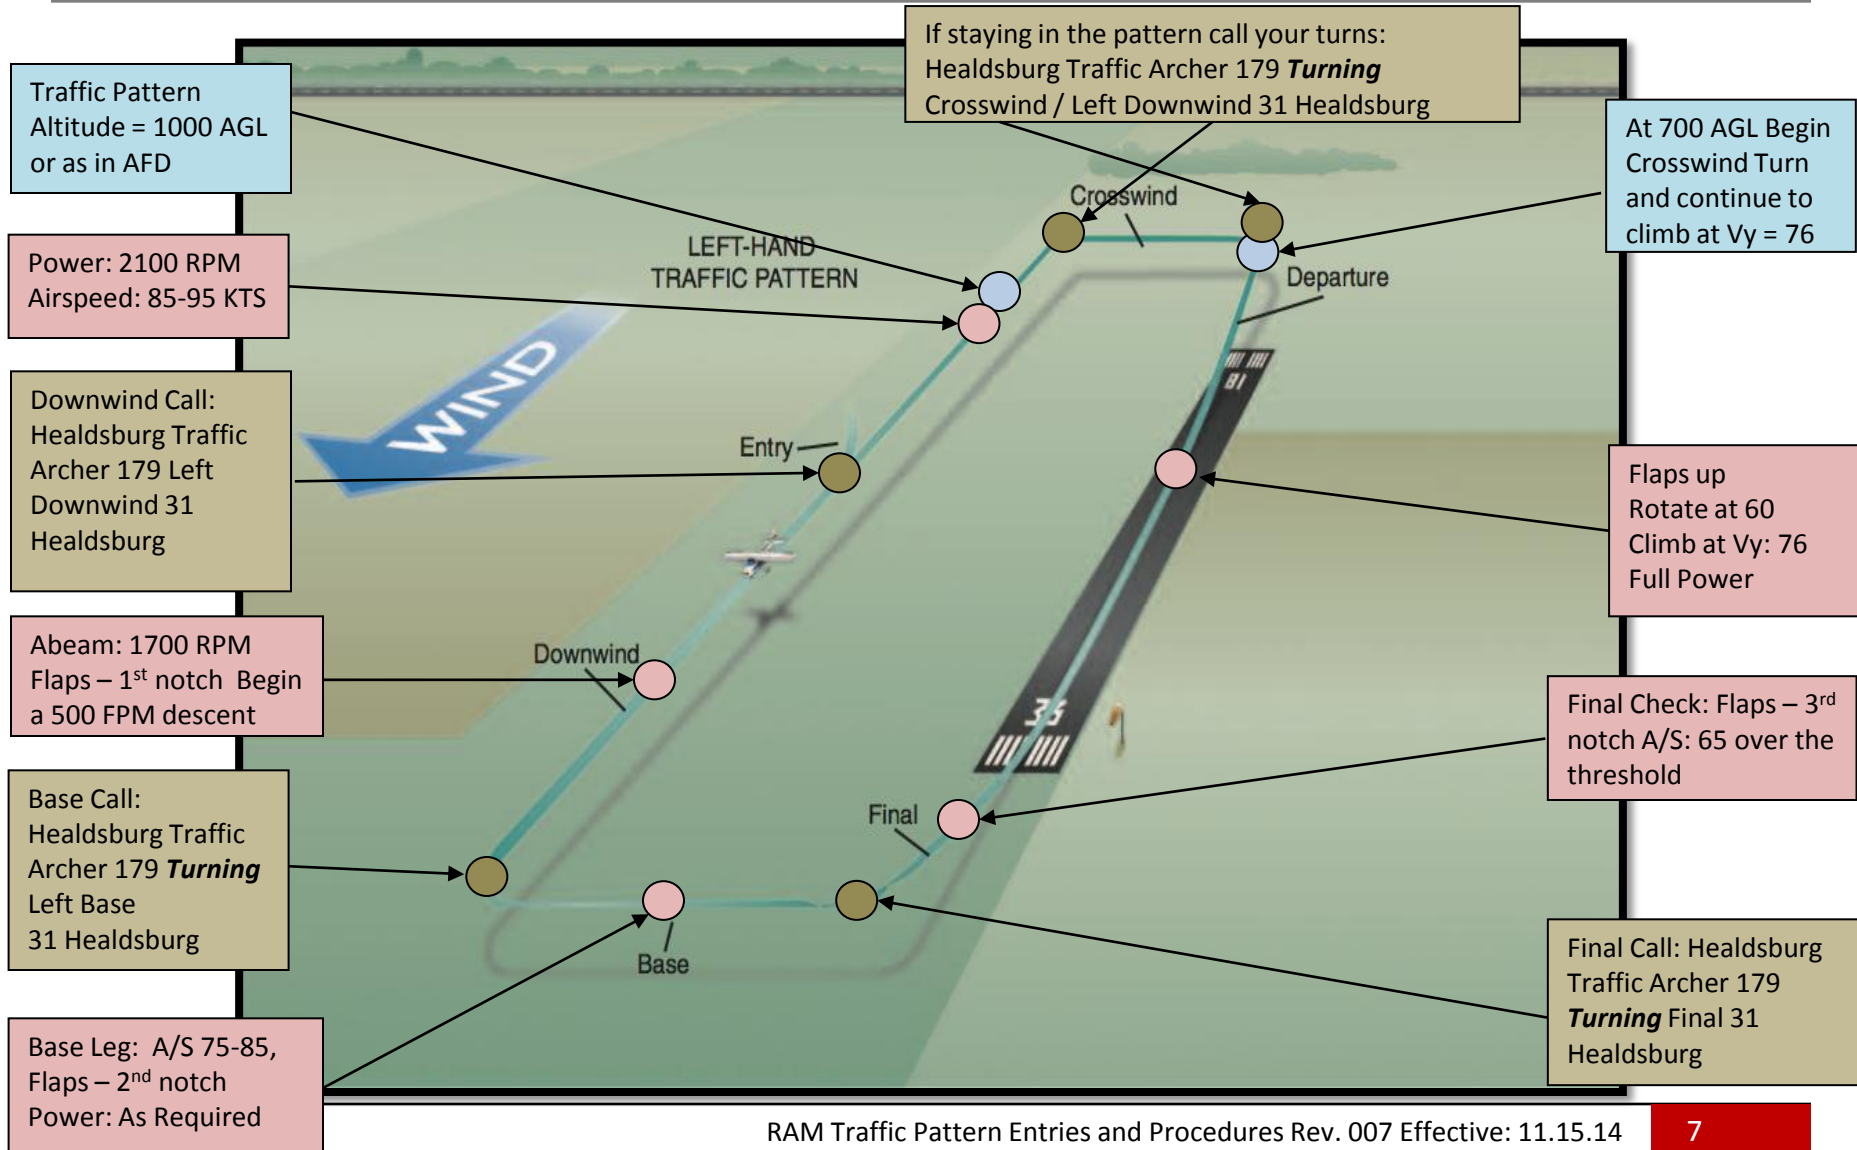 If staying in the pattern call your turns:
Healdsburg Traffic Archer 179 Turning
Crosswind / Left Downwind 31 Healdsburg
Traffic Pattern
Altitude = 1000 AGL
or as in AFD
At 700 AGL Begin
Crosswind Turn
and continue to
climb at Vy = 76
Power: 2100 RPM
Airspeed: 85-95 KTS
LEFT-HAND
TRAFFIC PATTERN
Crosswind
Departure
WIND
18
Downwind Call:
Healdsburg Traffic
Archer 179 Left
Downwind 31
Healdsburg
Entry
Flaps up
Rotate at 60
Climb at Vy: 76
Full Power
Abeam: 1700 RPM
Flaps – 1st notch Begin
a 500 FPM descent
Downwind
36
Final Check: Flaps – 3rd
notch A/S: 65 over the
threshold
Base Call:
Healdsburg Traffic
Archer 179 Turning
Left Base
31 Healdsburg
Final
Base
Final Call: Healdsburg
Traffic Archer 179
Turning Final 31
Healdsburg
Base Leg: A/S 75-85,
Flaps – 2nd notch
Power: As Required
RAM Traffic Pattern Entries and Procedures Rev. 007 Effective: 11.15.14
7